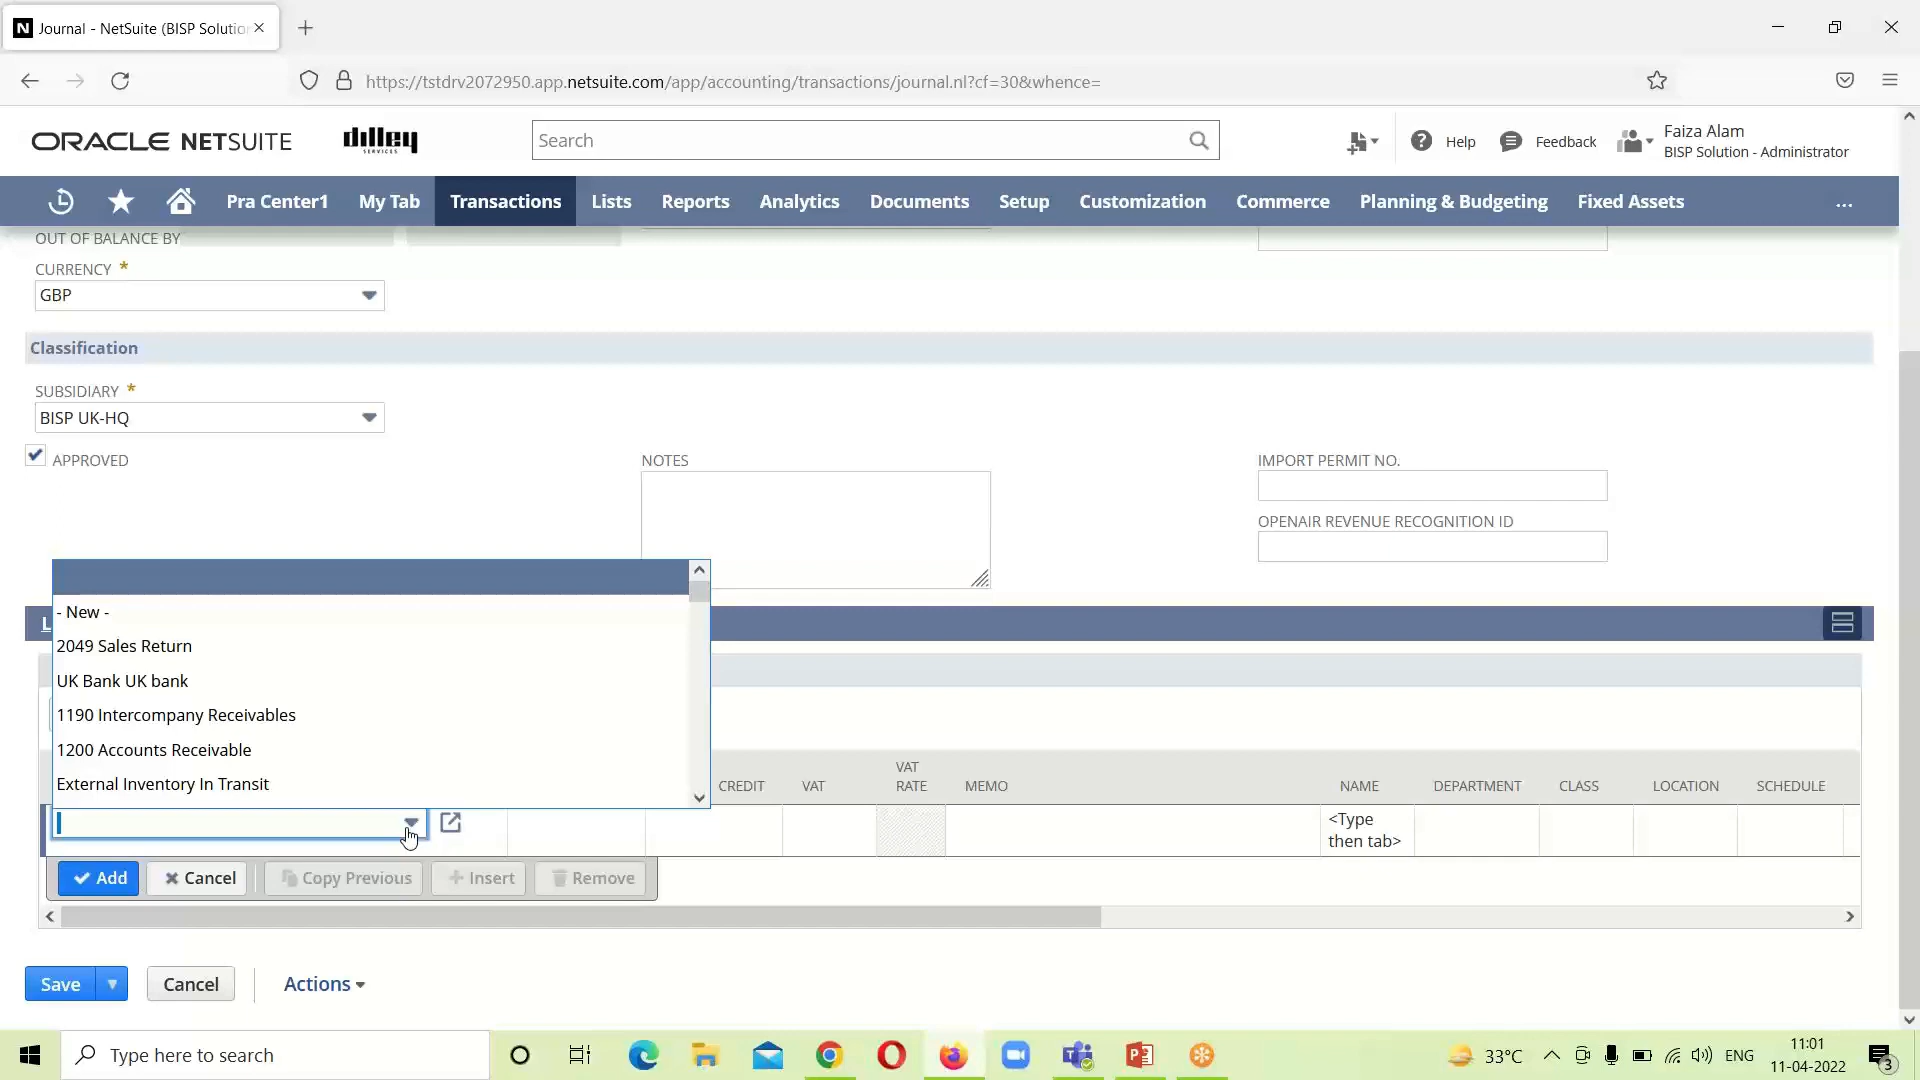 Journal - NetSuite (BISP Solutio
https://tstdrv2072950.app.netsuite.com/app/accounting/transactions/journal.nl?cf=30&whence=
ORACLE NETSUITE
dilley
SERVICES
Search
Help
Feedback
Faiza Alam
BISP Solution - Administrator
Pra Center1
My Tab
Transactions
Lists
Reports
Analytics
Documents
Setup
Customization
Commerce
Planning & Budgeting
Fixed Assets
...
OUT OF BALANCE BY
CURRENCY *
GBP
Classification
SUBSIDIARY *
BISP UK-HQ
APPROVED
NOTES
IMPORT PERMIT NO.
OPENAIR REVENUE RECOGNITION ID
- New -
2049 Sales Return
UK Bank UK bank
1190 Intercompany Receivables
1200 Accounts Receivable
External Inventory In Transit
CREDIT
VAT
VAT RATE
MEMO
NAME
DEPARTMENT
CLASS
LOCATION
SCHEDULE
<Type
then tab>
Add
Cancel
Copy Previous
Insert
Remove
Save
Cancel
Actions
Type here to search
33°C
ENG
11:01
11-04-2022
3